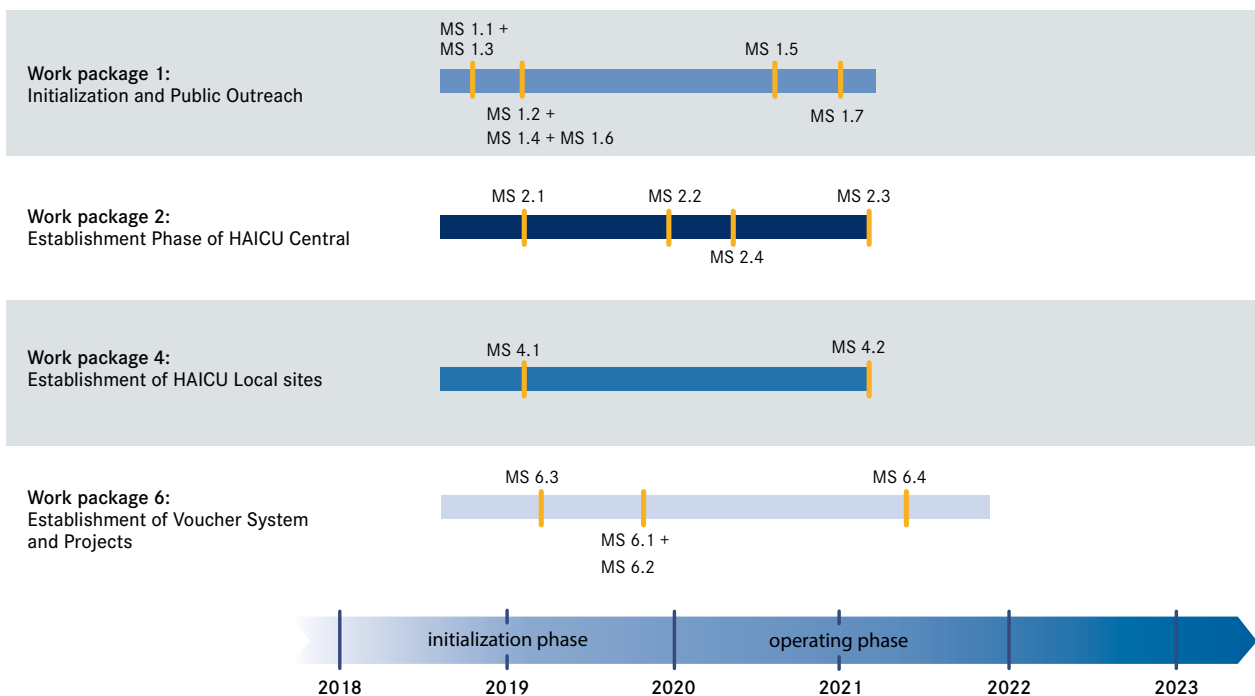 MS 1.1 +
MS 1.3
MS 1.5
Work package 1:
Initialization and Public Outreach
MS 1.2 +
MS 1.4 + MS 1.6
MS 1.7
MS 2.1
MS 2.2
MS 2.3
Work package 2:
Establishment Phase of HAICU Central
MS 2.4
MS 4.1
MS 4.2
Work package 4:
Establishment of HAICU Local sites
MS 6.3
MS 6.4
Work package 6:
Establishment of Voucher System
and Projects
MS 6.1 +
MS 6.2
initialization phase
operating phase
2018
2019
2020
2021
2022
2023